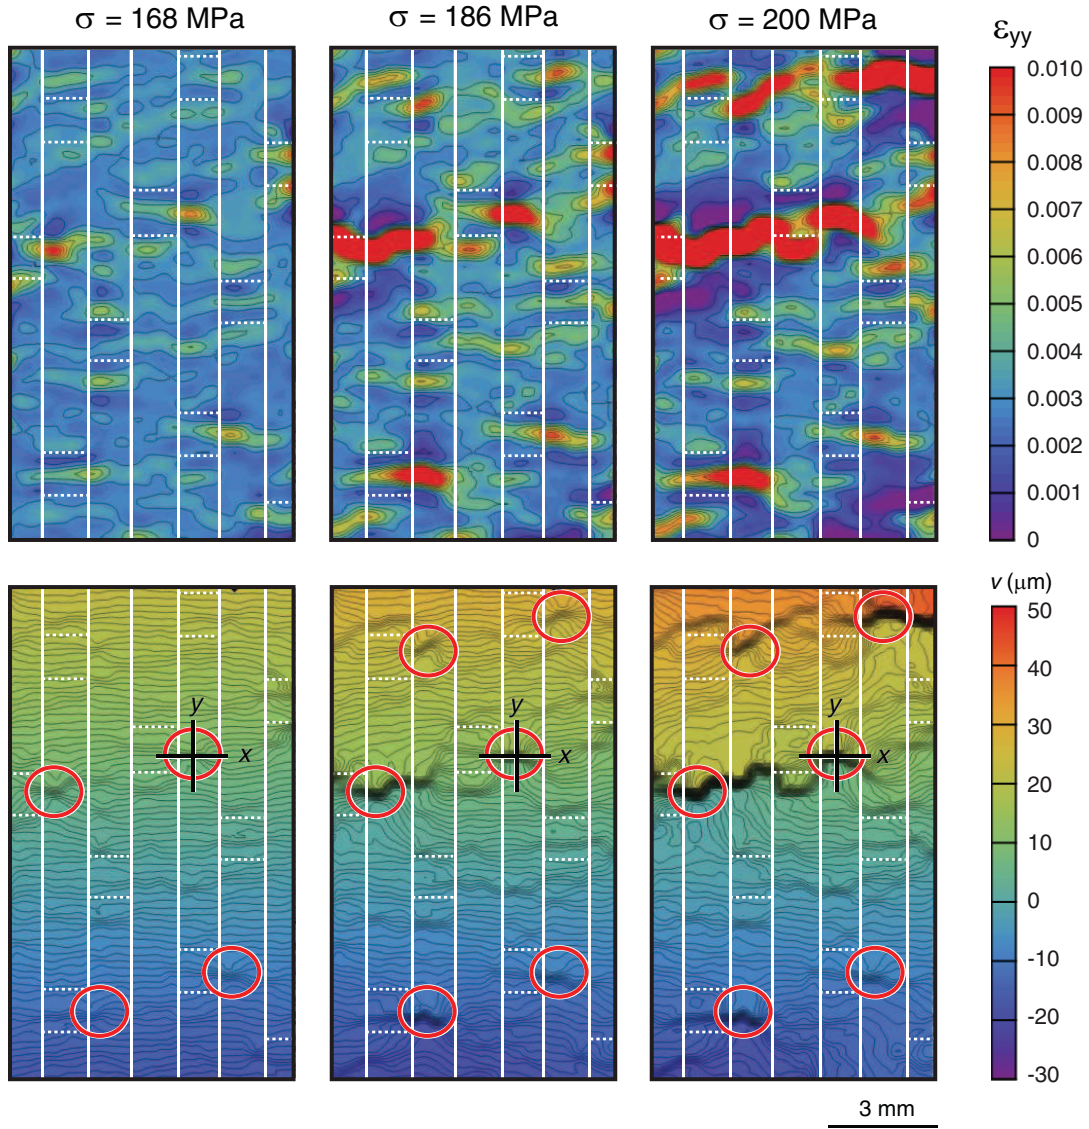 σ = 168 MPa
σ = 186 MPa
σ = 200 MPa
εyy
0.010
0.009
0.008
0.007
0.006
0.005
0.004
0.003
0.002
0.001
0
y
x
y
x
y
x
v (μm)
50
40
30
20
10
0
-10
-20
-30
3 mm